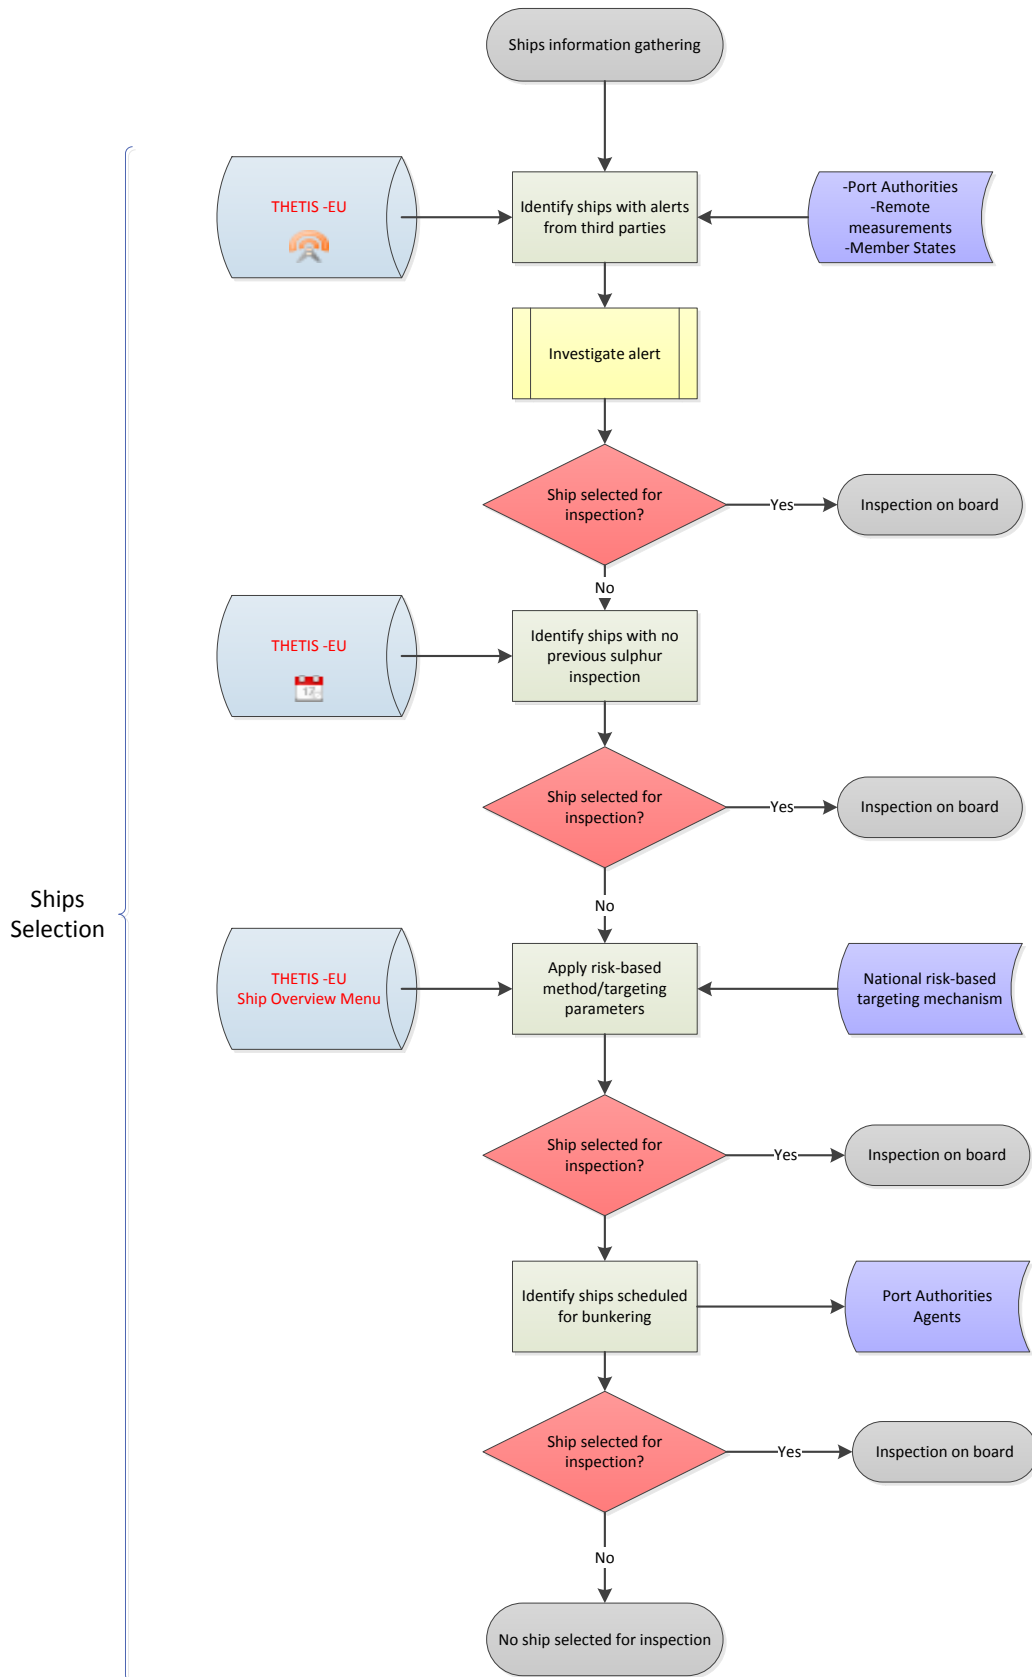 Ships information gathering
THETIS -EU
Identify ships with alerts
from third parties
-Port Authorities
-Remote
measurements
-Member States
Investigate alert
Ship selected for
inspection?
Yes
Inspection on board
No
THETIS -EU
17
Identify ships with no
previous sulphur
inspection
Ship selected for
inspection?
Yes
Inspection on board
No
Ships
Selection
THETIS -EU
Ship Overview Menu
Apply risk-based
method/targeting
parameters
National risk-based
targeting mechanism
Ship selected for
inspection?
Yes
Inspection on board
Identify ships scheduled
for bunkering
Port Authorities
Agents
Ship selected for
inspection?
Yes
Inspection on board
No
No ship selected for inspection